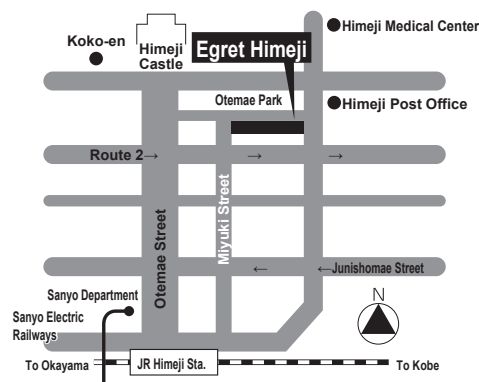 Himeji Medical Center
Koko-en
Himeji
Castle
Egret Himeji
Otemae Park
Himeji Post Office
Route 2→
→
→
Miyuki Street
Otemae Street
←
←Junishomae Street
Sanyo Department
Sanyo Electric
Railways
N
To Okayama
JR Himeji Sta.
To Kobe